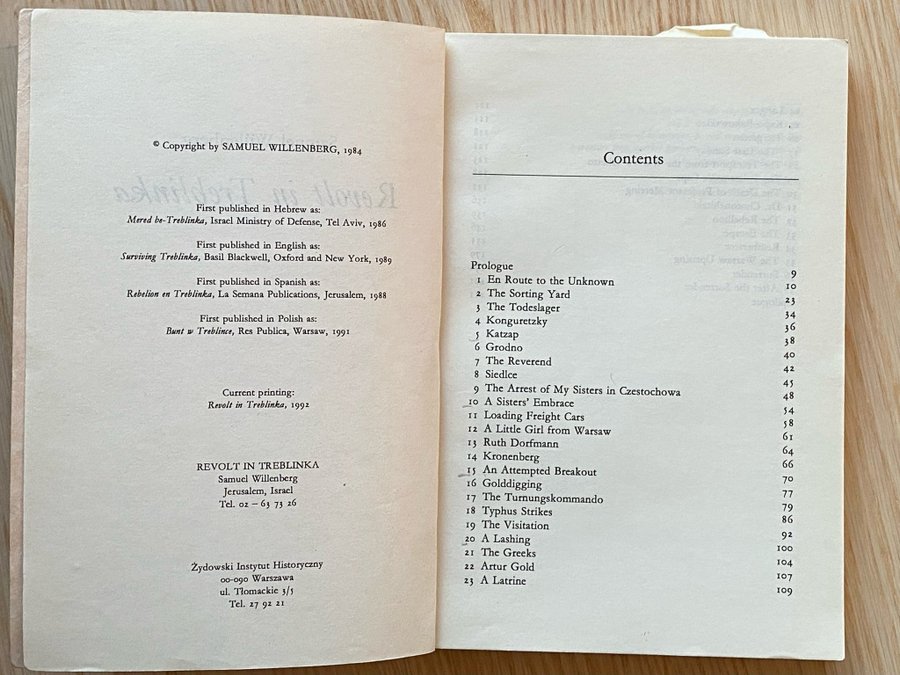 © Copyright by SAMUEL WILLENBERG, 1984
First published in Hebrew as:
Mered be-Treblinka, Israel Ministry of Defense, Tel Aviv, 1986
First published in English as:
Surviving Treblinka, Basil Blackwell, Oxford and New York, 1989
First published in Spanish as:
Rebelion en Treblinka, La Semana Publications, Jerusalem, 1988
First published in Polish as:
Bunt w Treblince, Res Publica, Warsaw, 1991
Current printing:
Revolt in Treblinka, 1992
REVOLT IN TREBLINKA
Samuel Willenberg
Jerusalem, Israel
Tel. 02 – 63 73 26
Żydowski Instytut Historyczny
00-090 Warszawa
ul. Tłomackie 3/5
Tel. 27 92 21
Contents
Prologue 9
1 En Route to the Unknown 10
2 The Sorting Yard 23
3 The Todeslager 34
4 Konguretzky 36
5 Katzap 38
6 Grodno 40
7 The Reverend 42
8 Siedlce 45
9 The Arrest of My Sisters in Czestochowa 48
10 A Sisters' Embrace 54
11 Loading Freight Cars 58
12 A Little Girl from Warsaw 61
13 Ruth Dorfmann 64
14 Kronenberg 66
15 An Attempted Breakout 70
16 Golddigging 77
17 The Turnungskommando 79
18 Typhus Strikes 86
19 The Visitation 92
20 A Lashing 100
21 The Greeks 104
22 Artur Gold 107
23 A Latrine 109